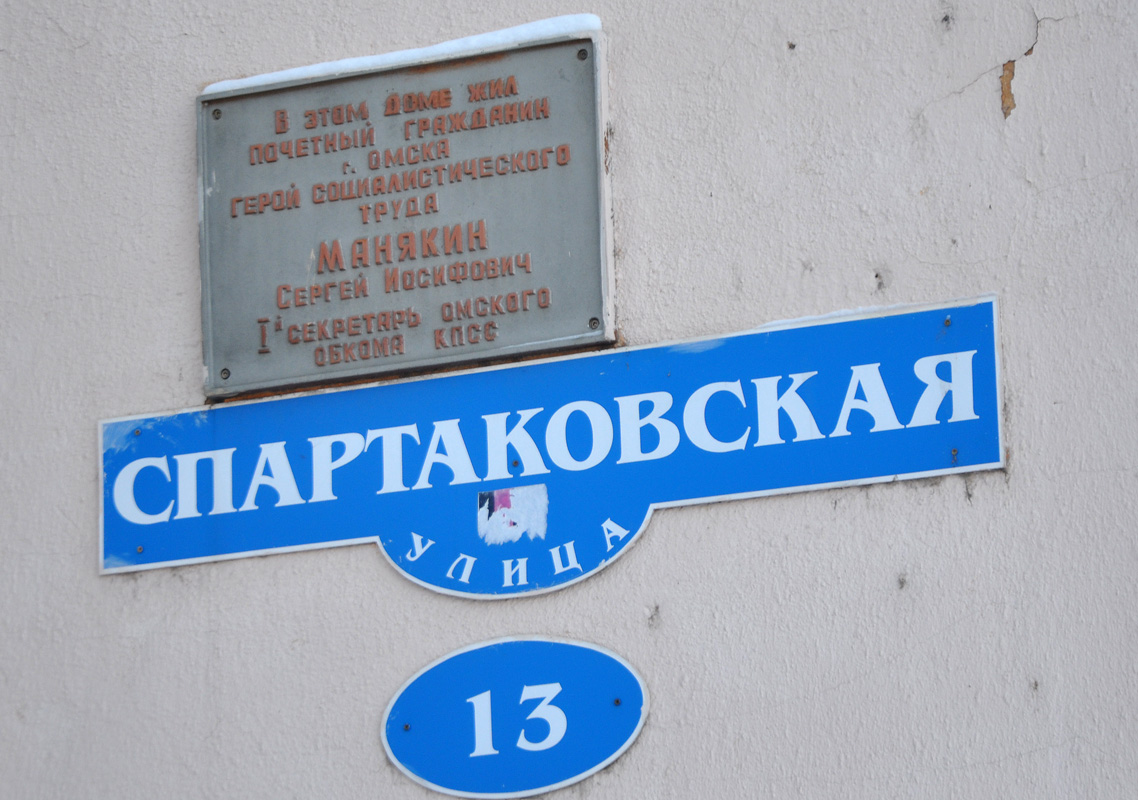 В ЭТОМ ДОМЕ ЖИЛ
ПОЧЕТНЫЙ ГРАЖДАНИН
г. ОМСКА
ГЕРОЙ СОЦИАЛИСТИЧЕСКОГО
ТРУДА
МАНЯКИН
СЕРГЕЙ ИОСИФОВИЧ
Iй СЕКРЕТАРЬ ОМСКОГО
ОБКОМА КПСС
СПАРТАКОВСКАЯ
УЛИЦА
13